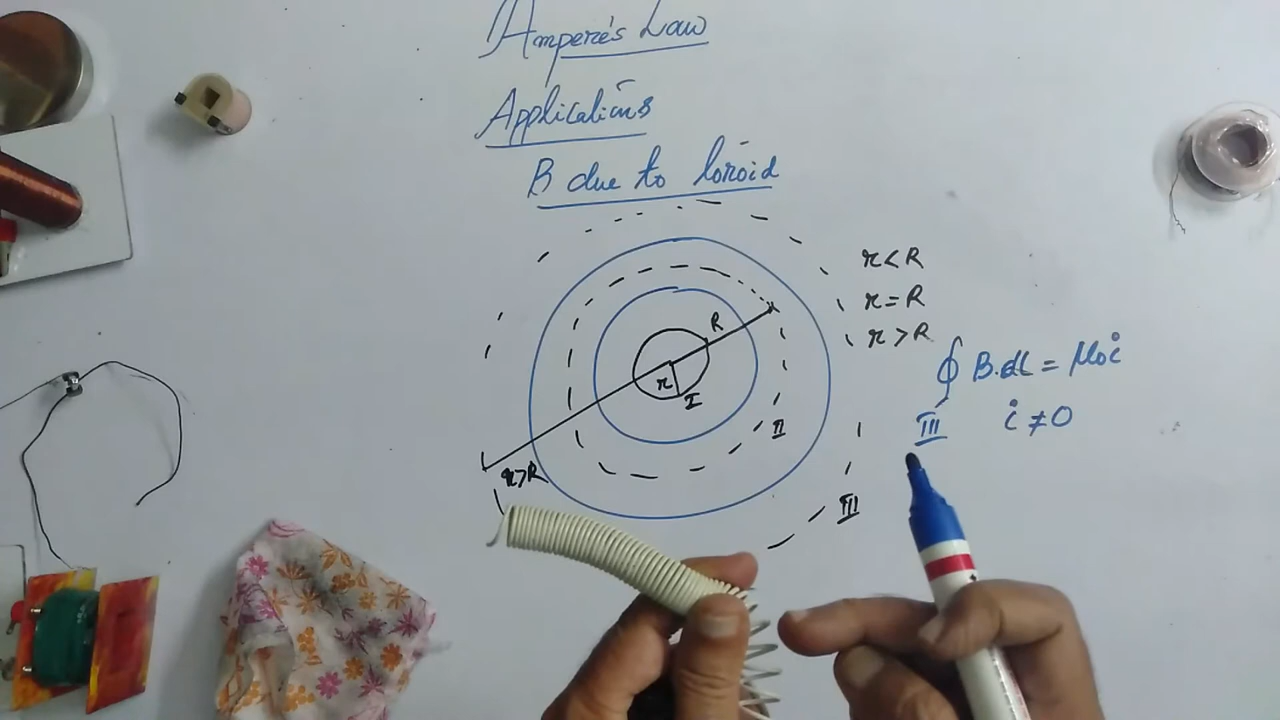 Ampere's Law
Applications
B due to Toroid
r < R
r = R
r > R
R
r
I
II
r>R
III
∮ B.dl = μ₀i
III i ≠ 0